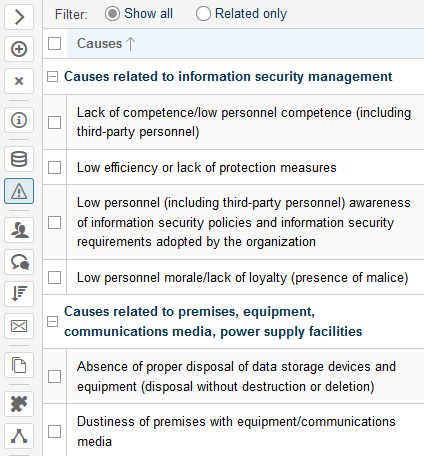 Filter: Show all Related only
Causes
Causes related to information security management
Lack of competence/low personnel competence (including
third-party personnel)
Low efficiency or lack of protection measures
Low personnel (including third-party personnel) awareness
of information security policies and information security
requirements adopted by the organization
Low personnel morale/lack of loyalty (presence of malice)
Causes related to premises, equipment,
communications media, power supply facilities
Absence of proper disposal of data storage devices and
equipment (disposal without destruction or deletion)
Dustiness of premises with equipment/communications
media